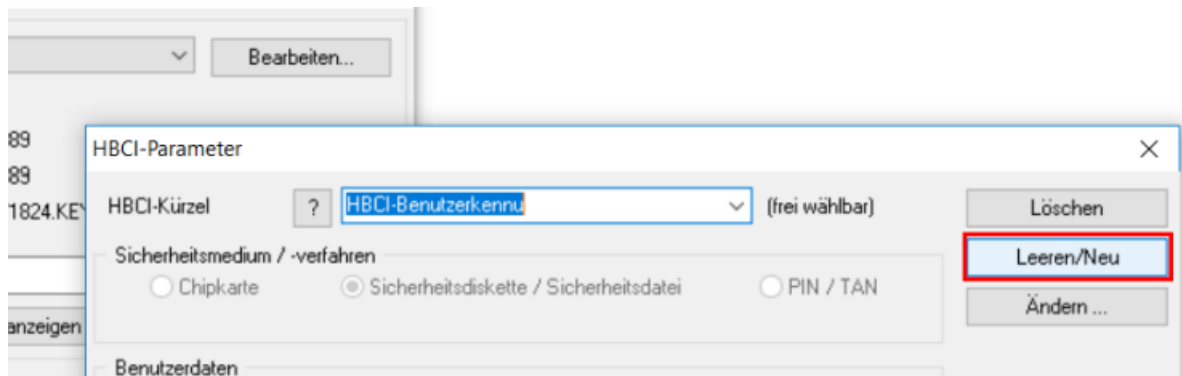 Bearbeiten...
89
HBCI-Parameter
89
1824.KEY
HBCI-Kürzel ? HBCI-Benutzerkennu (frei wählbar) Löschen
Sicherheitsmedium / -verfahren Leeren/Neu
Chipkarte Sicherheitsdiskette / Sicherheitsdatei PIN / TAN
Ändern ...
anzeigen
Benutzerdaten